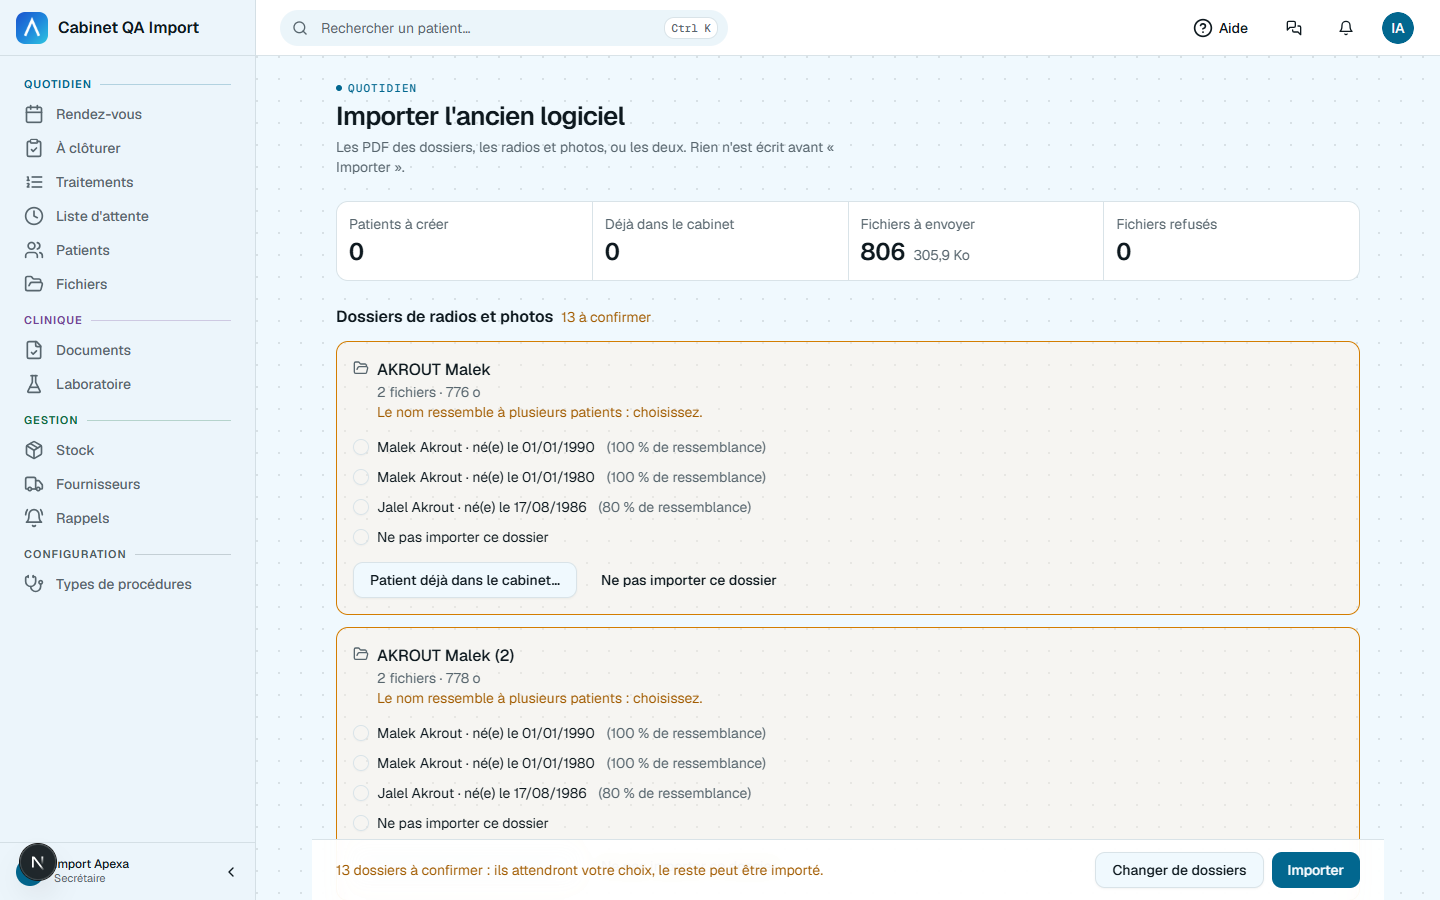 Cabinet QA Import
Rechercher un patient...
Ctrl K
Aide
IA
QUOTIDIEN
Rendez-vous
À clôturer
Traitements
Liste d'attente
Patients
Fichiers
CLINIQUE
Documents
Laboratoire
GESTION
Stock
Fournisseurs
Rappels
CONFIGURATION
Types de procédures
N
mport Apexa
Secrétaire
QUOTIDIEN
Importer l'ancien logiciel
Les PDF des dossiers, les radios et photos, ou les deux. Rien n'est écrit avant «
Importer ».
Patients à créer
0
Déjà dans le cabinet
0
Fichiers à envoyer
806 305,9 Ko
Fichiers refusés
0
Dossiers de radios et photos 13 à confirmer
AKROUT Malek
2 fichiers · 776 o
Le nom ressemble à plusieurs patients : choisissez.
Malek Akrout · né(e) le 01/01/1990 (100 % de ressemblance)
Malek Akrout · né(e) le 01/01/1980 (100 % de ressemblance)
Jalel Akrout · né(e) le 17/08/1986 (80 % de ressemblance)
Ne pas importer ce dossier
Patient déjà dans le cabinet... Ne pas importer ce dossier
AKROUT Malek (2)
2 fichiers · 778 o
Le nom ressemble à plusieurs patients : choisissez.
Malek Akrout · né(e) le 01/01/1990 (100 % de ressemblance)
Malek Akrout · né(e) le 01/01/1980 (100 % de ressemblance)
Jalel Akrout · né(e) le 17/08/1986 (80 % de ressemblance)
Ne pas importer ce dossier
13 dossiers à confirmer : ils attendront votre choix, le reste peut être importé.
Changer de dossiers
Importer